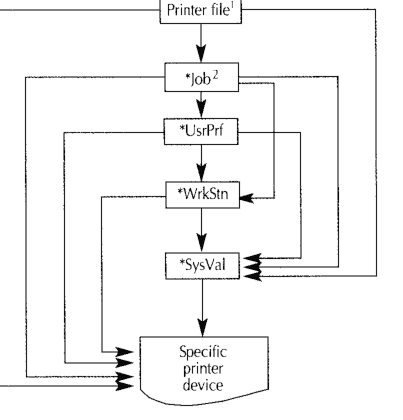 Printer file¹
*Job²
*UsrPrf
*WrkStn
*SysVal
Specific
printer
device